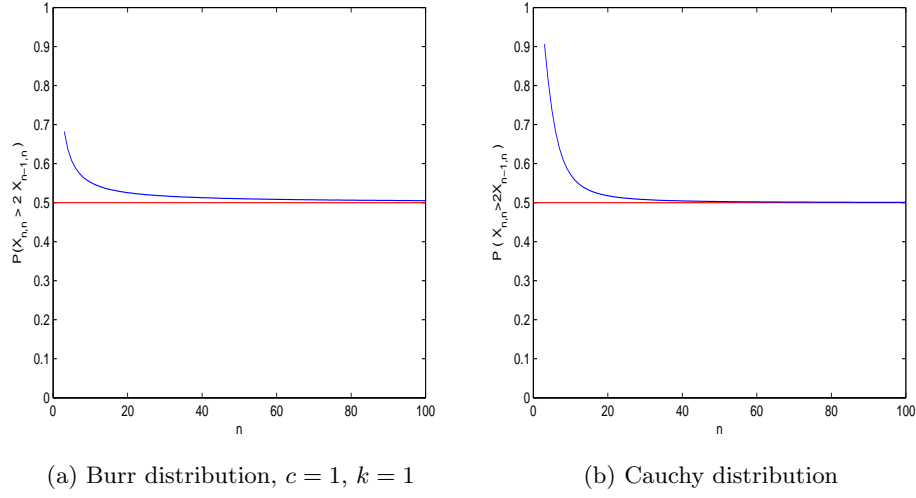 1
0.9
0.8
0.7
0.6
0.5
0.4
0.3
0.2
0.1
0
P(X_{n,n} > 2 X_{n-1,n})
0 20 40 60 80 100
n
(a) Burr distribution, c = 1, k = 1
1
0.9
0.8
0.7
0.6
0.5
0.4
0.3
0.2
0.1
0
P ( X_{n,n}>2X_{n-1,n} )
0 20 40 60 80 100
n
(b) Cauchy distribution